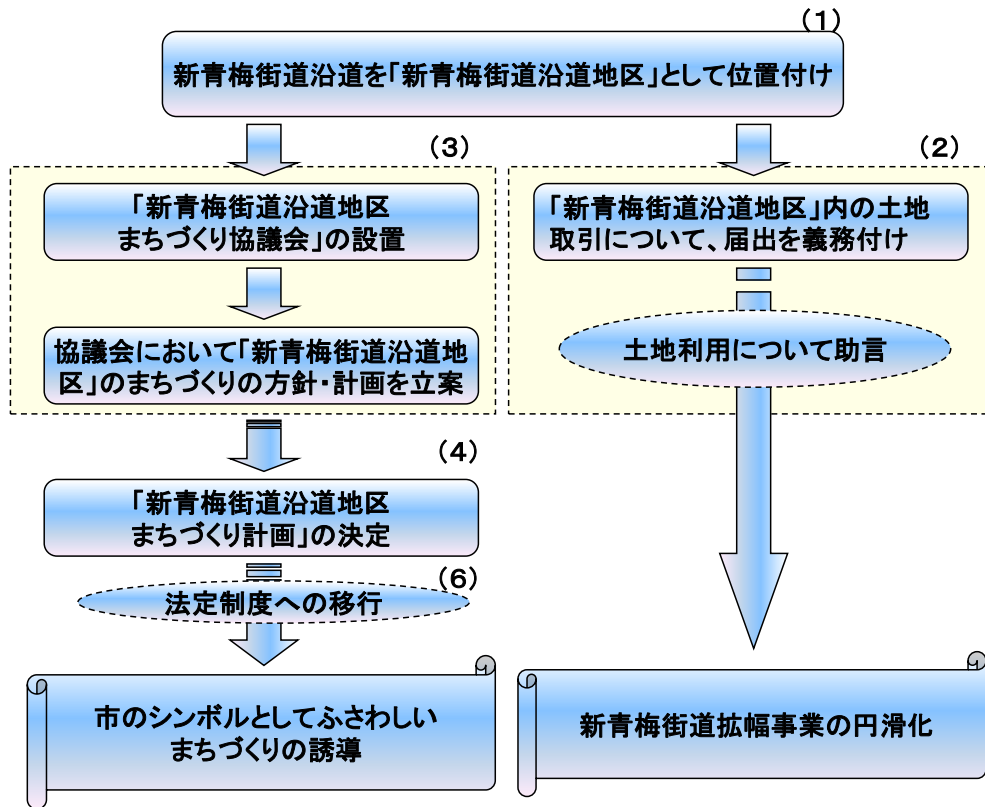 (1)
新青梅街道沿道を「新青梅街道沿道地区」として位置付け
(3)
「新青梅街道沿道地区
まちづくり協議会」の設置
協議会において「新青梅街道沿道地
区」のまちづくりの方針・計画を立案
(2)
「新青梅街道沿道地区」内の土地
取引について、届出を義務付け
土地利用について助言
(4)
「新青梅街道沿道地区
まちづくり計画」の決定
(6)
法定制度への移行
市のシンボルとしてふさわしい
まちづくりの誘導
新青梅街道拡幅事業の円滑化